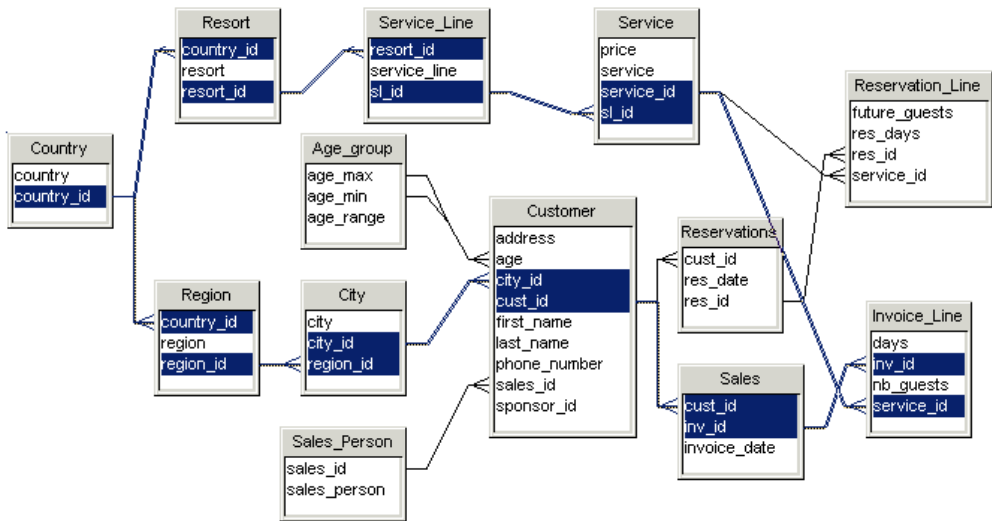 Resort
country_id
resort
resort_id
Service_Line
resort_id
service_line
sl_id
Service
price
service
service_id
sl_id
Reservation_Line
future_guests
res_days
res_id
service_id
Country
country
country_id
Age_group
age_max
age_min
age_range
Customer
address
age
city_id
cust_id
first_name
last_name
phone_number
sales_id
sponsor_id
Reservations
cust_id
res_date
res_id
Region
country_id
region
region_id
City
city
city_id
region_id
Invoice_Line
days
inv_id
nb_guests
service_id
Sales
cust_id
inv_id
invoice_date
Sales_Person
sales_id
sales_person